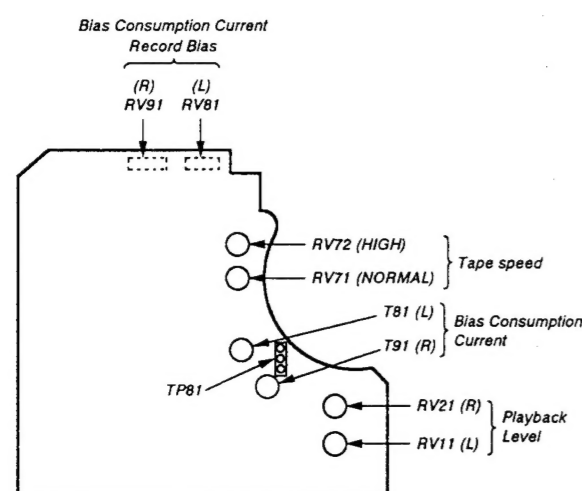 Bias Consumption Current
Record Bias
(R) (L)
RV91 RV81
RV72 (HIGH)
RV71 (NORMAL)
Tape speed
T81 (L)
T91 (R)
Bias Consumption
Current
TP81
RV21 (R)
RV11 (L)
Playback
Level